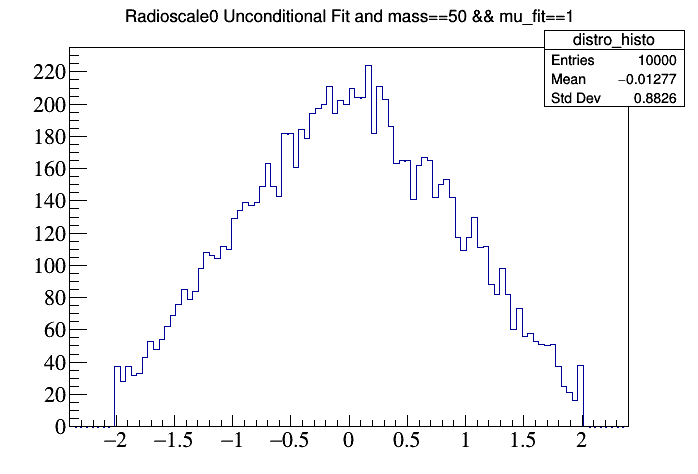 Radioscale0 Unconditional Fit and mass==50 && mu_fit==1
distro_histo
Entries 10000
Mean −0.01277
Std Dev 0.8826
220
200
180
160
140
120
100
80
60
40
20
0
−2 −1.5 −1 −0.5 0 0.5 1 1.5 2